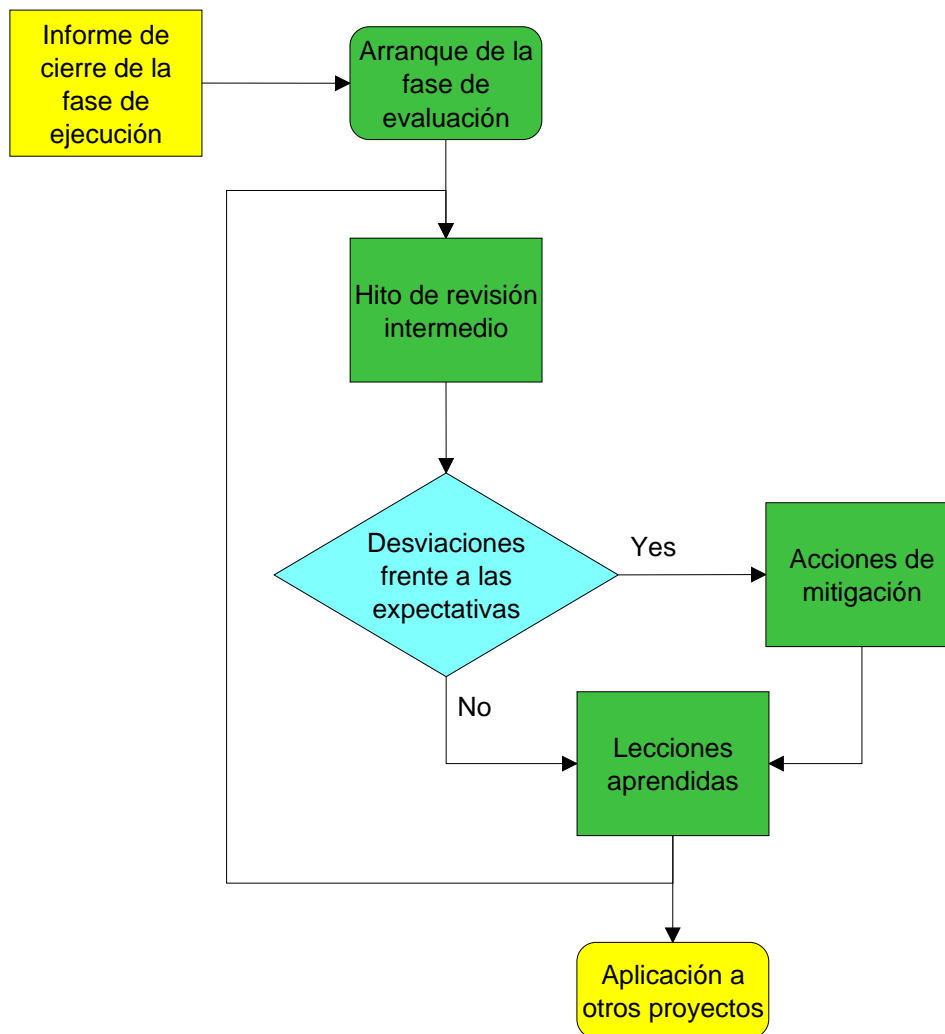 Informe de
cierre de la
fase de
ejecución
Arranque de la
fase de
evaluación
Hito de revisión
intermedio
Desviaciones
frente a las
expectativas
Yes
Acciones de
mitigación
No
Lecciones
aprendidas
Aplicación a
otros proyectos